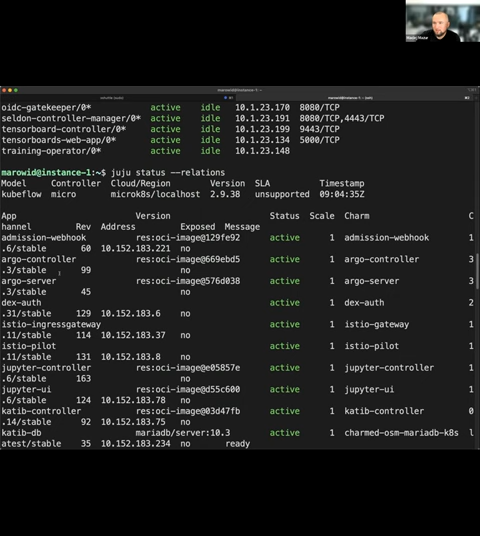 marowid@instance-1: ~
oidc-gatekeeper/0* active idle 10.1.23.170 8080/TCP
seldon-controller-manager/0* active idle 10.1.23.191 8080/TCP,4443/TCP
tensorboard-controller/0* active idle 10.1.23.199 9443/TCP
tensorboards-web-app/0* active idle 10.1.23.134 5000/TCP
training-operator/0* active idle 10.1.23.148
marowid@instance-1:~$ juju status --relations
Model Controller Cloud/Region Version SLA Timestamp
kubeflow micro microk8s/localhost 2.9.38 unsupported 09:04:35Z
App Version Status Scale Charm C
hannel Rev Address Exposed Message
admission-webhook res:oci-image@129fe92 active 1 admission-webhook 1
.6/stable 60 10.152.183.221 no
argo-controller res:oci-image@669ebd5 active 1 argo-controller 3
.3/stable 99 no
argo-server res:oci-image@576d038 active 1 argo-server 3
.3/stable 45 no
dex-auth active 1 dex-auth 2
.31/stable 129 10.152.183.6 no
istio-ingressgateway active 1 istio-gateway 1
.11/stable 114 10.152.183.37 no
istio-pilot active 1 istio-pilot 1
.11/stable 131 10.152.183.8 no
jupyter-controller res:oci-image@e05857e active 1 jupyter-controller 1
.6/stable 163 no
jupyter-ui res:oci-image@d55c600 active 1 jupyter-ui 1
.6/stable 124 10.152.183.78 no
katib-controller res:oci-image@03d47fb active 1 katib-controller 0
.14/stable 92 10.152.183.75 no
katib-db mariadb/server:10.3 active 1 charmed-osm-mariadb-k8s l
atest/stable 35 10.152.183.234 no ready